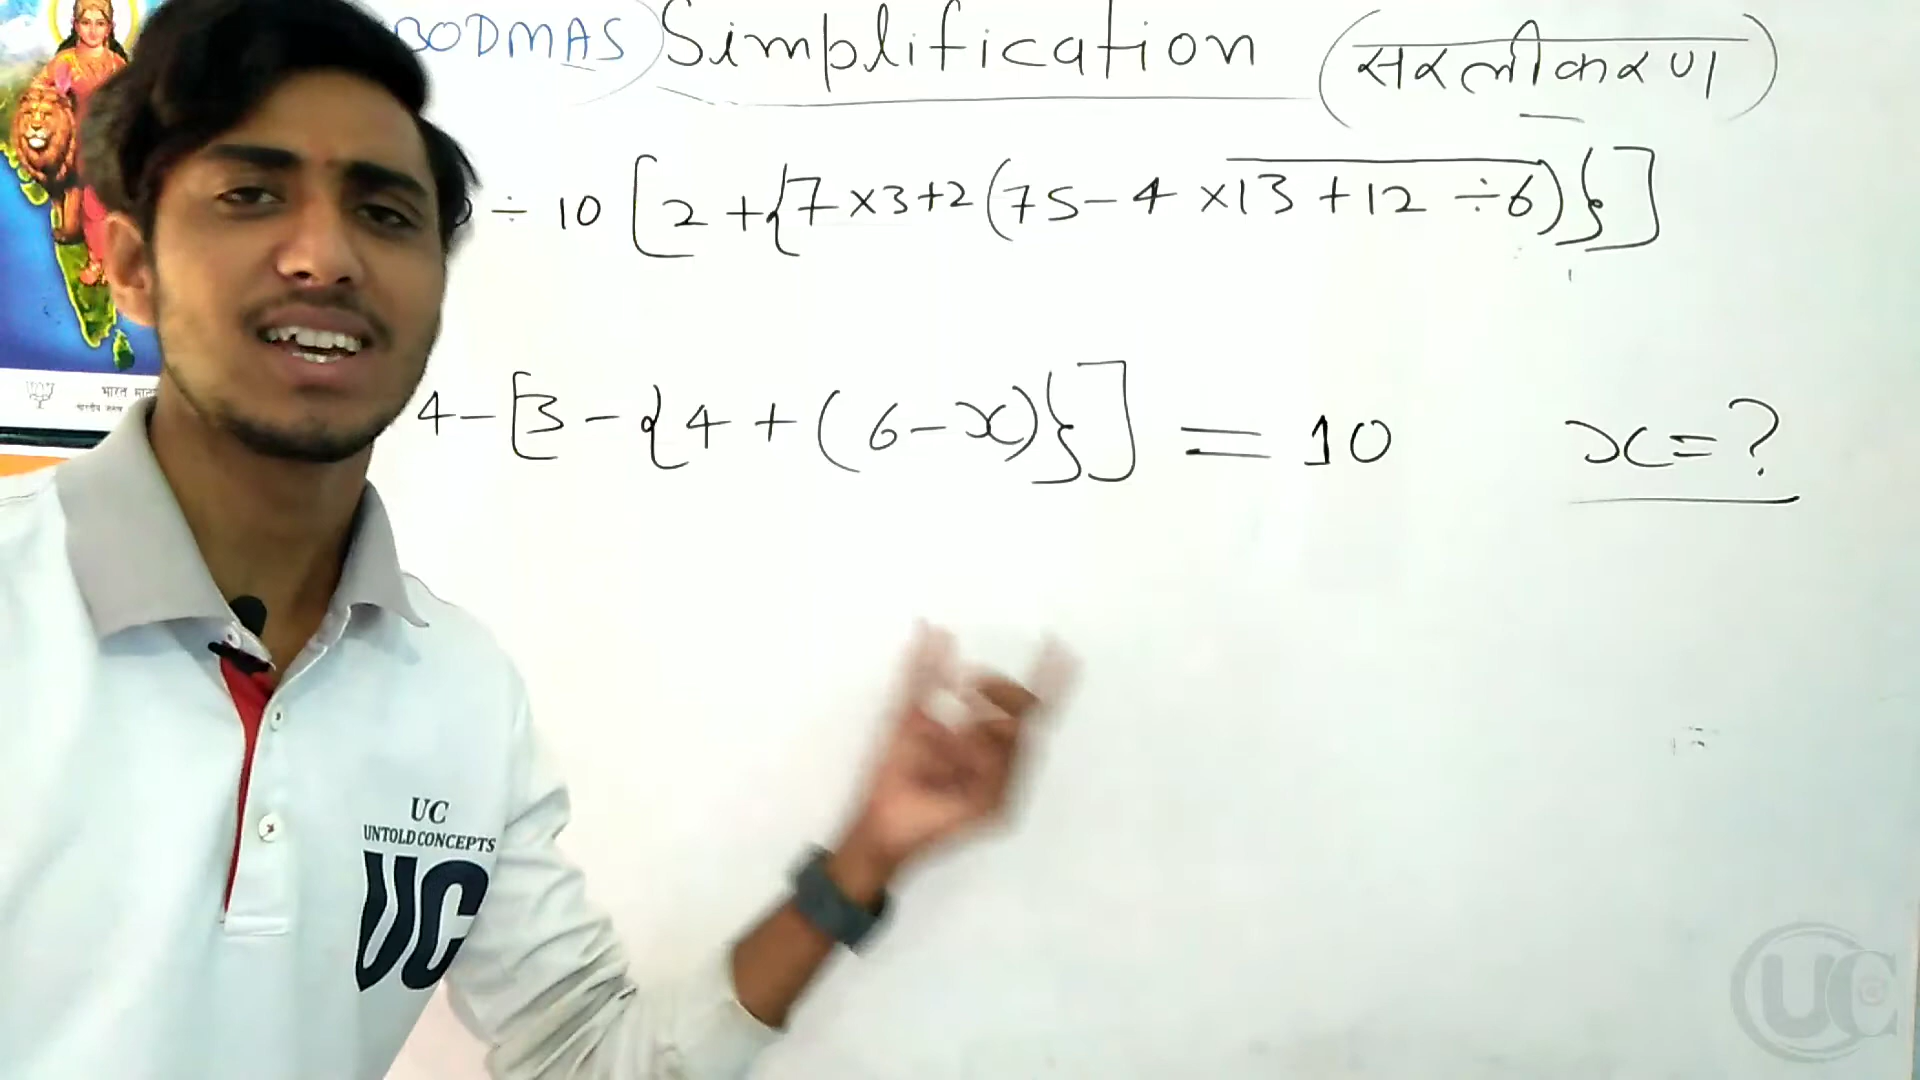 BODMAS Simplification (सरलीकरण)
÷ 10 [2 + {7 × 3 + 2 (75 - 4 × 13 + 12 ÷ 6)}]
4 - [3 - {4 + (6 - x)}] = 10 x = ?
भारत
UC
UNTOLD CONCEPTS
UC
UC